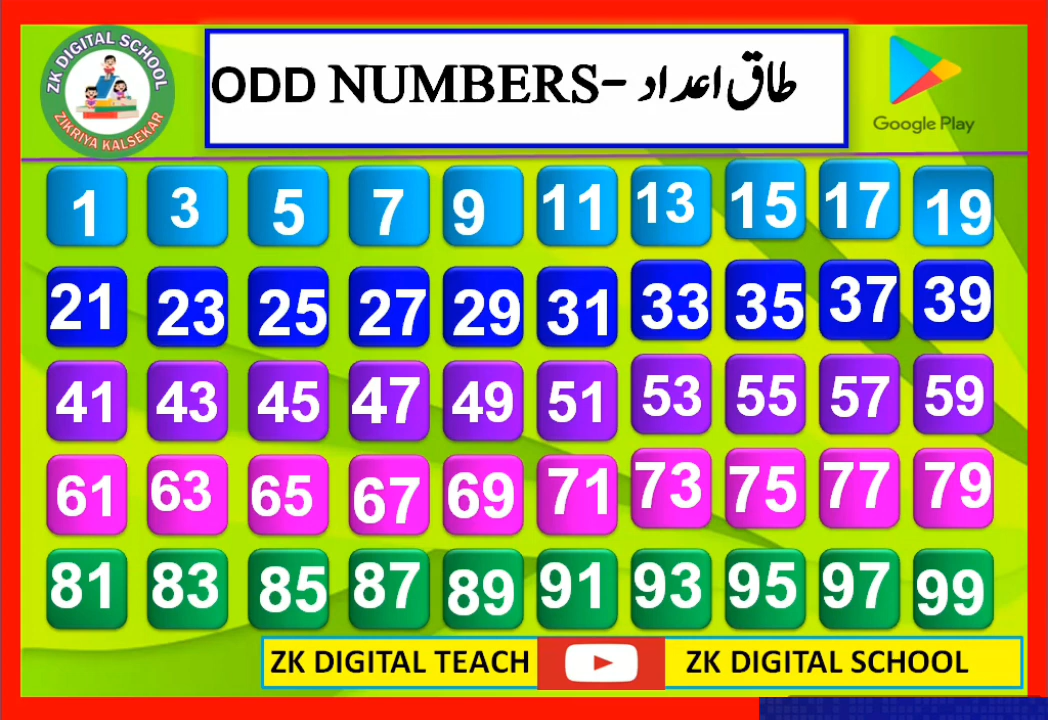 ZK DIGITAL SCHOOL
ZIKRIYA KALSEKAR
ODD NUMBERS- طاق اعداد
Google Play
1 3 5 7 9 11 13 15 17 19
21 23 25 27 29 31 33 35 37 39
41 43 45 47 49 51 53 55 57 59
61 63 65 67 69 71 73 75 77 79
81 83 85 87 89 91 93 95 97 99
ZK DIGITAL TEACH ZK DIGITAL SCHOOL